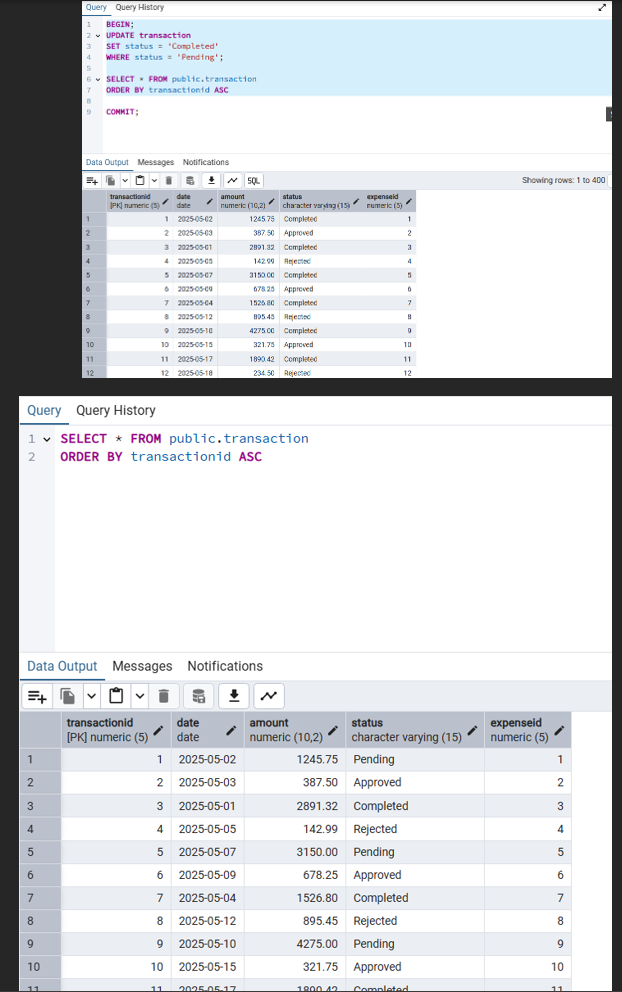 Query Query History
1 BEGIN;
2 UPDATE transaction
3 SET status = 'Completed'
4 WHERE status = 'Pending';
5
6 SELECT * FROM public.transaction
7 ORDER BY transactionid ASC
8
9 COMMIT;
Data Output Messages Notifications
SQL Showing rows: 1 to 400
transactionid date amount status expenseid
[PK] numeric (5) date numeric (10,2) character varying (15) numeric (5)
1 1 2025-05-02 1245.75 Completed 1
2 2 2025-05-03 387.50 Approved 2
3 3 2025-05-01 2891.32 Completed 3
4 4 2025-05-05 142.99 Rejected 4
5 5 2025-05-07 3150.00 Completed 5
6 6 2025-05-09 678.25 Approved 6
7 7 2025-05-04 1526.80 Completed 7
8 8 2025-05-12 895.45 Rejected 8
9 9 2025-05-10 4275.00 Completed 9
10 10 2025-05-15 321.75 Approved 10
11 11 2025-05-17 1890.42 Completed 11
12 12 2025-05-18 234.50 Rejected 12
Query Query History
1 SELECT * FROM public.transaction
2 ORDER BY transactionid ASC
Data Output Messages Notifications
transactionid date amount status expenseid
[PK] numeric (5) date numeric (10,2) character varying (15) numeric (5)
1 1 2025-05-02 1245.75 Pending 1
2 2 2025-05-03 387.50 Approved 2
3 3 2025-05-01 2891.32 Completed 3
4 4 2025-05-05 142.99 Rejected 4
5 5 2025-05-07 3150.00 Pending 5
6 6 2025-05-09 678.25 Approved 6
7 7 2025-05-04 1526.80 Completed 7
8 8 2025-05-12 895.45 Rejected 8
9 9 2025-05-10 4275.00 Pending 9
10 10 2025-05-15 321.75 Approved 10
11 11 2025-05-17 1890.42 Completed 11